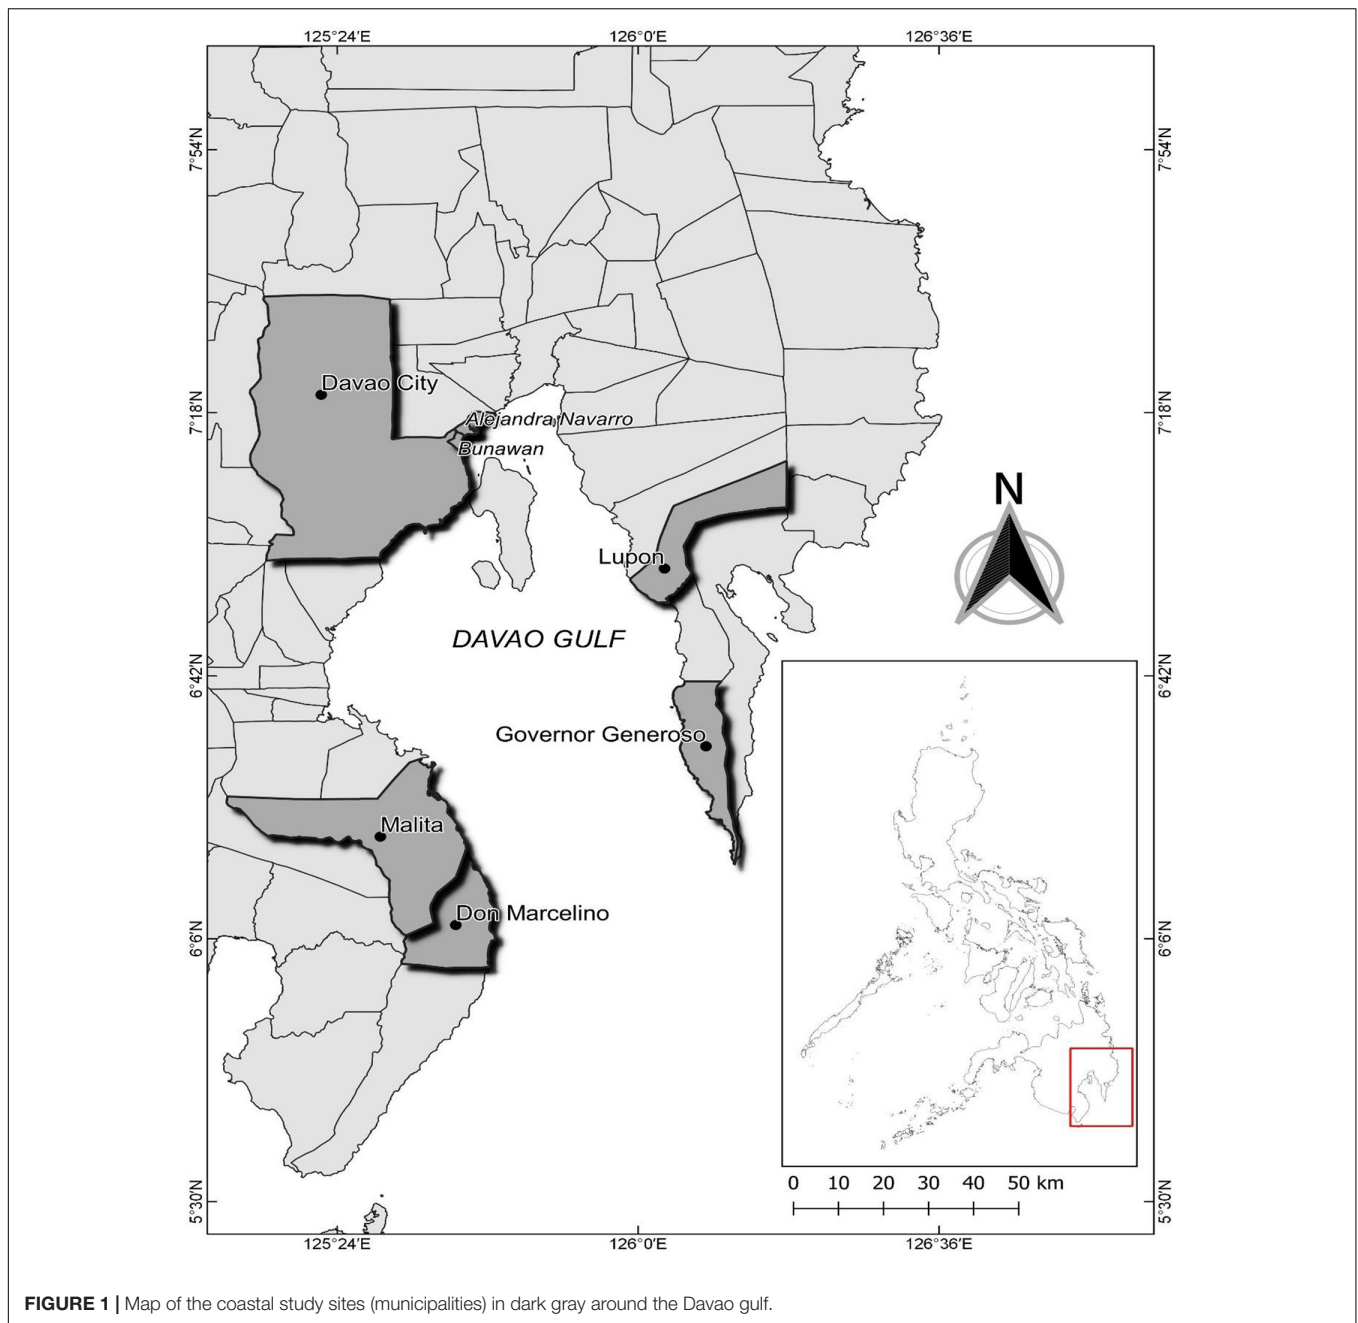 125°24′E 126°0′E 126°36′E
7°54′N 7°54′N
Davao City
7°18′N 7°18′N
Alejandra Navarro
Bunawan
N
Lupon
DAVAO GULF
6°42′N 6°42′N
Governor Generoso
Malita
Don Marcelino
6°6′N 6°6′N
0 10 20 30 40 50 km
5°30′N 5°30′N
125°24′E 126°0′E 126°36′E
FIGURE 1 | Map of the coastal study sites (municipalities) in dark gray around the Davao gulf.